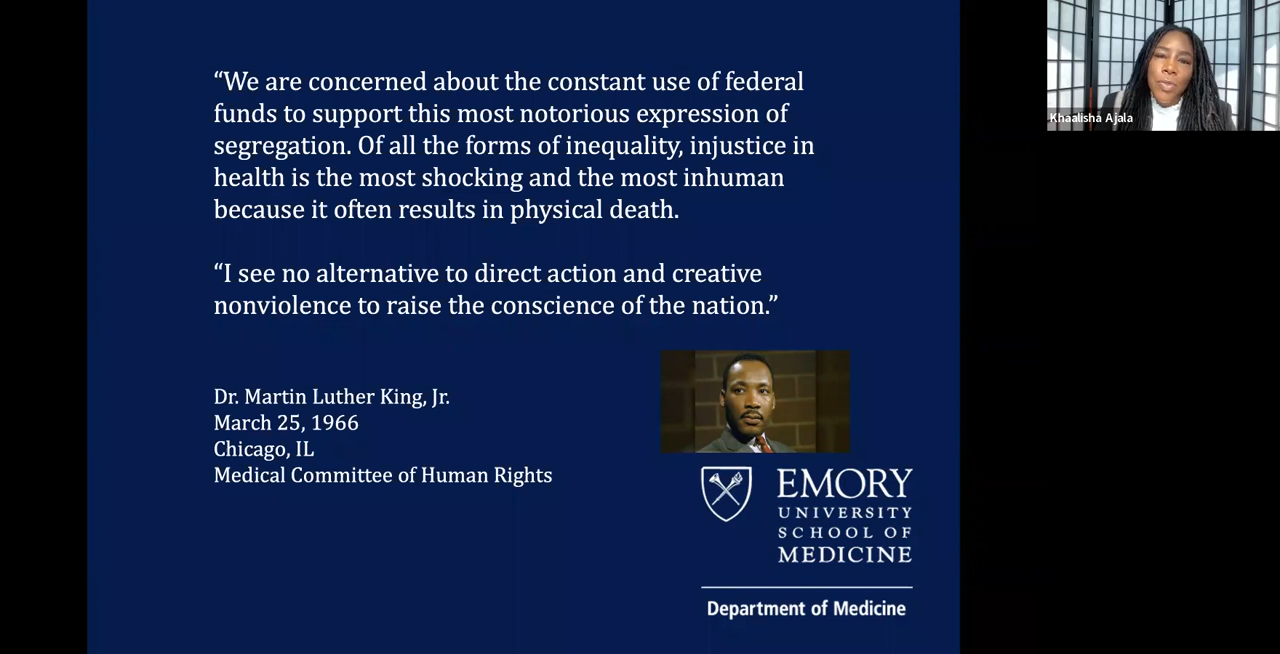 “We are concerned about the constant use of federal
funds to support this most notorious expression of
segregation. Of all the forms of inequality, injustice in
health is the most shocking and the most inhuman
because it often results in physical death.
“I see no alternative to direct action and creative
nonviolence to raise the conscience of the nation.”
Dr. Martin Luther King, Jr.
March 25, 1966
Chicago, IL
Medical Committee of Human Rights
EMORY
UNIVERSITY
SCHOOL OF
MEDICINE
Department of Medicine
Khaalisha Ajala